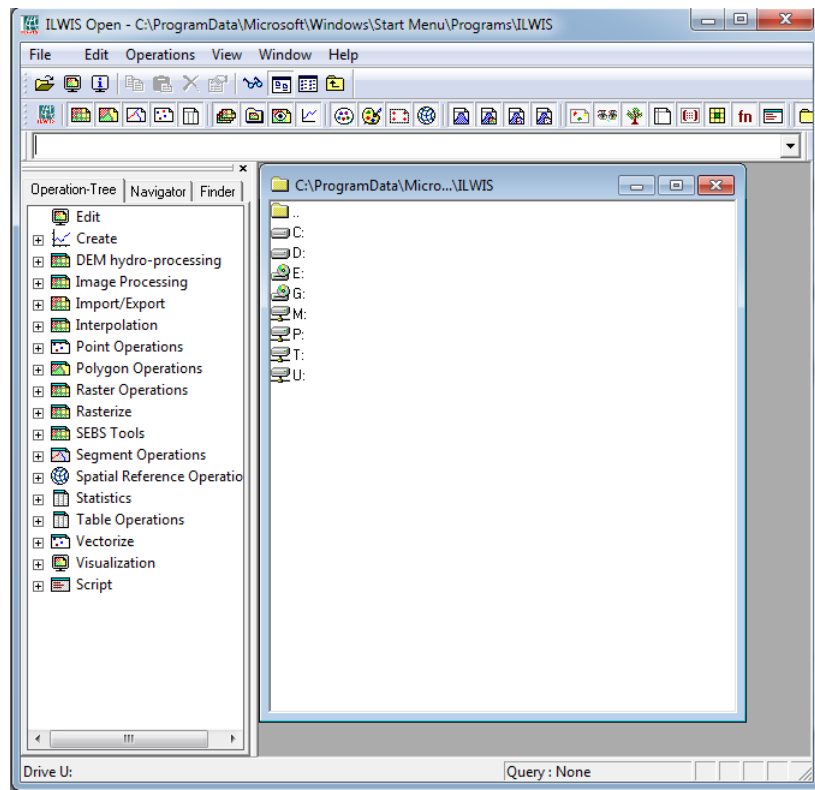 ILWIS Open - C:\ProgramData\Microsoft\Windows\Start Menu\Programs\ILWIS
File Edit Operations View Window Help
fn
Operation-Tree Navigator Finder
Edit
Create
DEM hydro-processing
Image Processing
Import/Export
Interpolation
Point Operations
Polygon Operations
Raster Operations
Rasterize
SEBS Tools
Segment Operations
Spatial Reference Operatio
Statistics
Table Operations
Vectorize
Visualization
Script
C:\ProgramData\Micro...\ILWIS
..
C:
D:
E:
G:
M:
P:
T:
U:
Drive U: Query : None